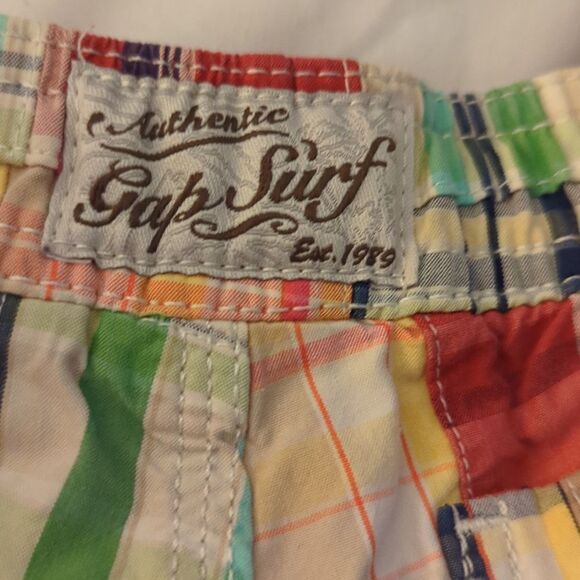 Authentic
Gap Surf
Est. 1989